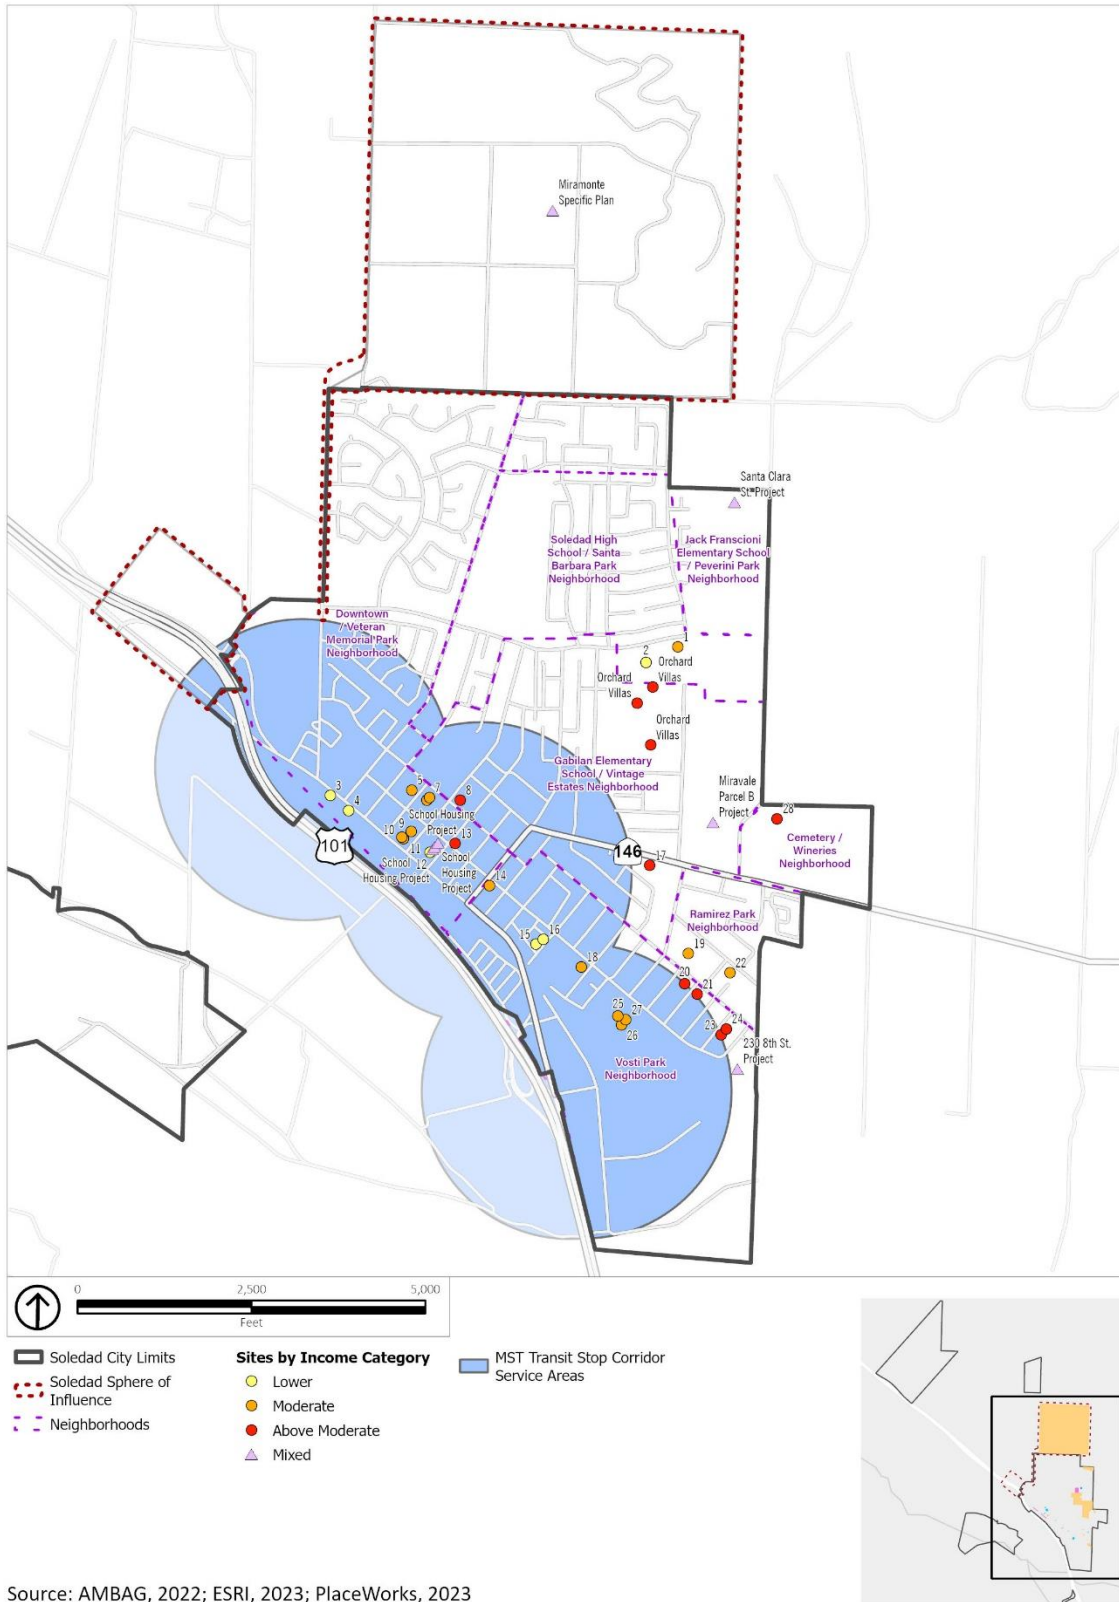 Miramonte
Specific Plan
Santa Clara
St. Project
Soledad High
School / Santa
Barbara Park
Neighborhood
Jack Franscioni
Elementary School
/ Peverini Park
Neighborhood
Downtown
/ Veteran
Memorial Park
Neighborhood
1
2
Orchard
Villas
Orchard
Villas
Orchard
Villas
Gabilan Elementary
School / Vintage
Estates Neighborhood
Miravale
Parcel B
Project
28
Cemetery /
Wineries
Neighborhood
3
4
5
7
8
School Housing
Project
9
10
11
12
13
School
Housing Project
School
Housing
Project
101
146
14
17
15
16
18
Ramirez Park
Neighborhood
19
22
20
21
25
27
26
23
24
230 8th St.
Project
Vosti Park
Neighborhood
0
2,500
5,000
Feet
Soledad City Limits
Soledad Sphere of
Influence
Neighborhoods
Sites by Income Category
Lower
Moderate
Above Moderate
Mixed
MST Transit Stop Corridor
Service Areas
Source: AMBAG, 2022; ESRI, 2023; PlaceWorks, 2023